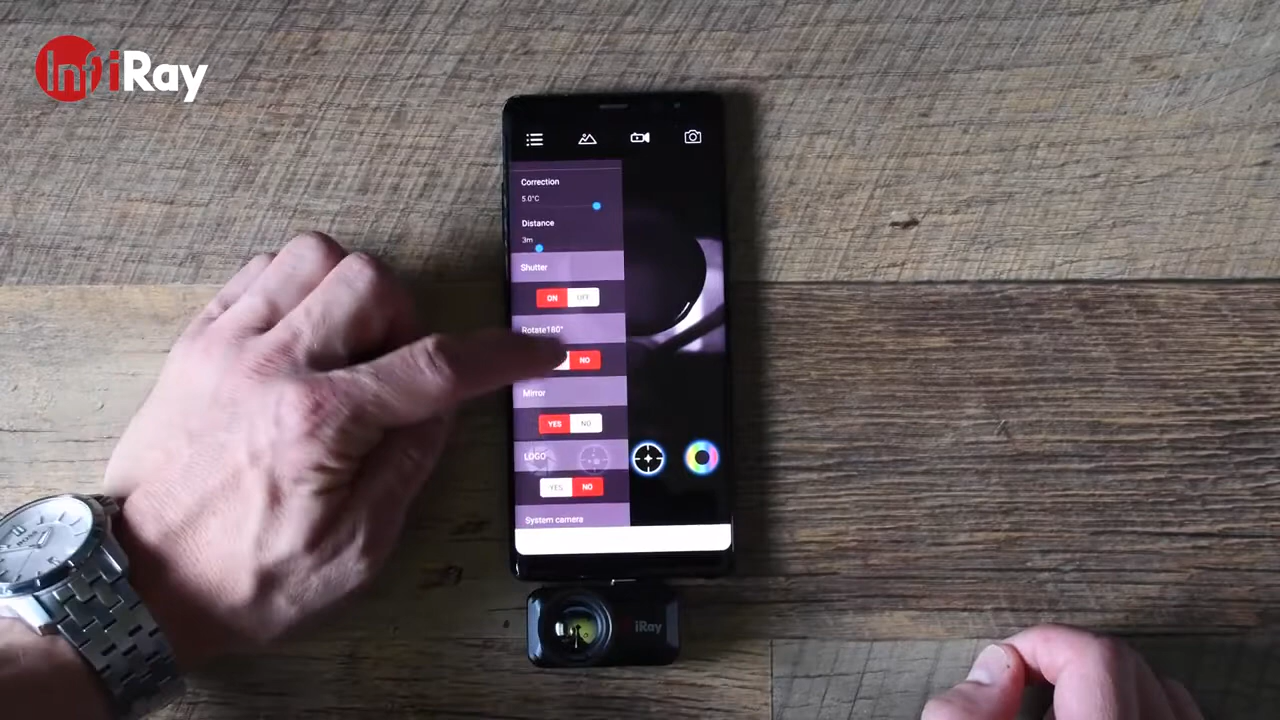 InfiRay
Correction
5.0°C
Distance
3m
Shutter
ON OFF
Rotate180°
NO
Mirror
YES NO
LOGO
YES NO
System camera
iRay